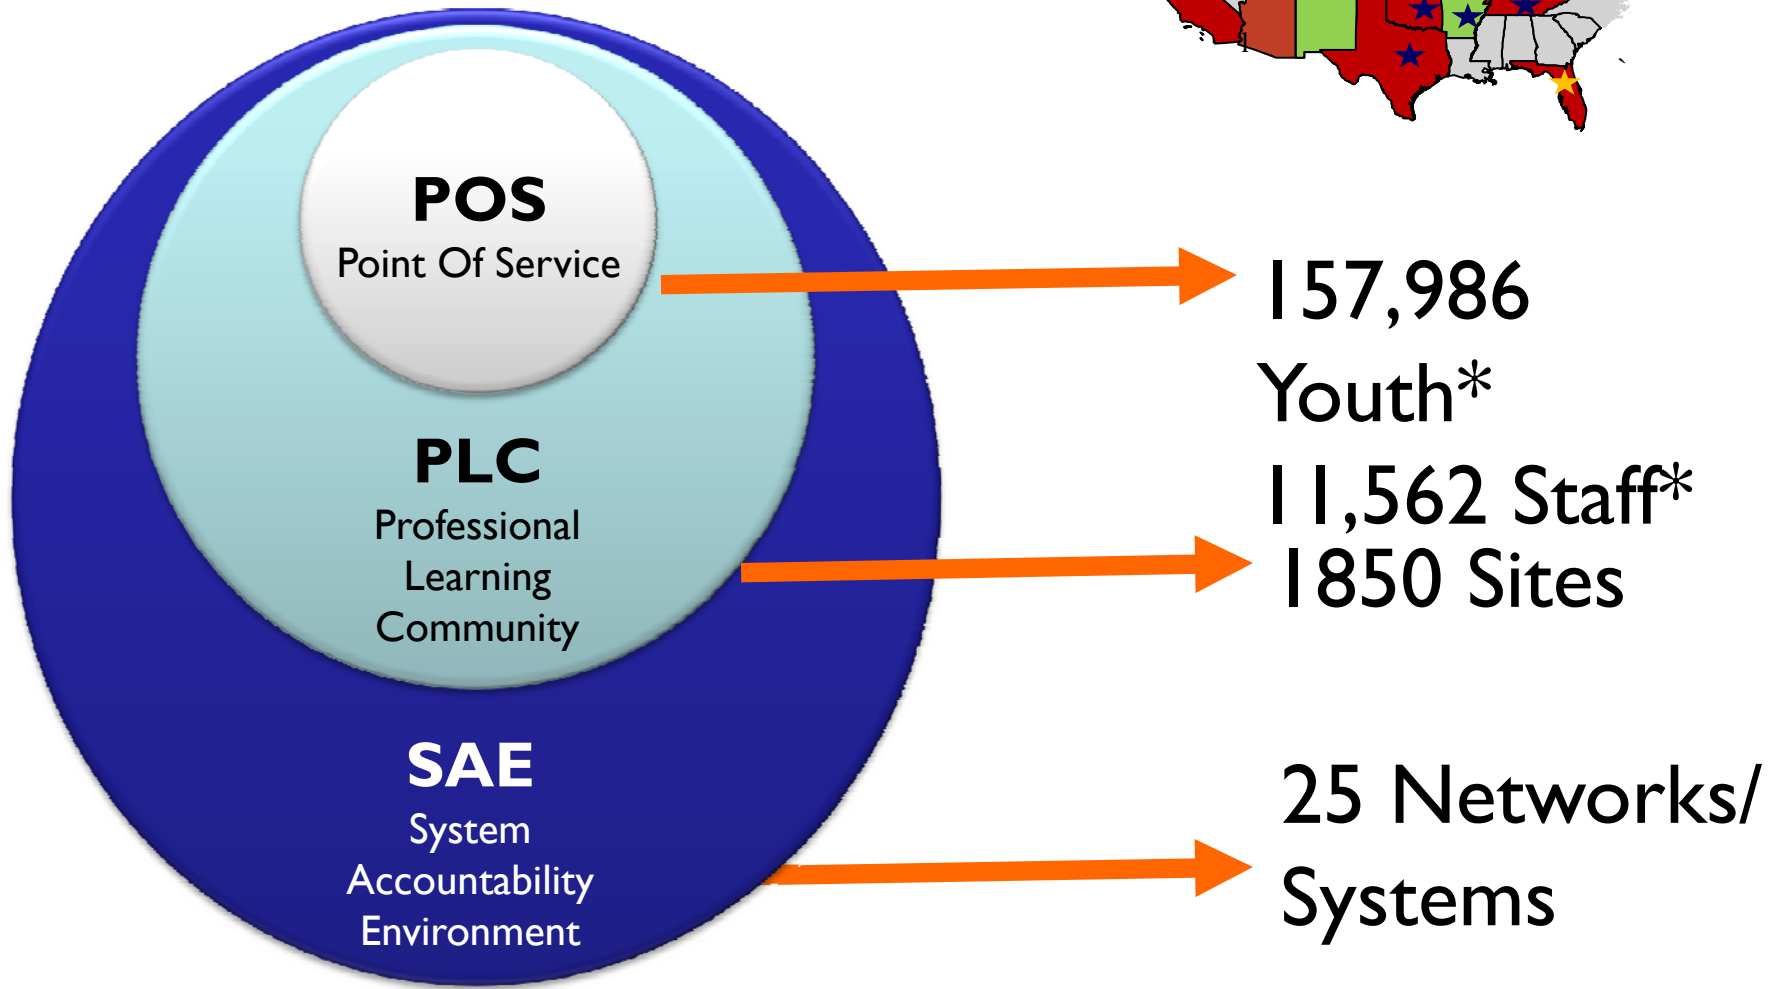 POS
Point Of Service
PLC
Professional
Learning
Community
SAE
System
Accountability
Environment
157,986
Youth*
11,562 Staff*
1850 Sites
25 Networks/
Systems